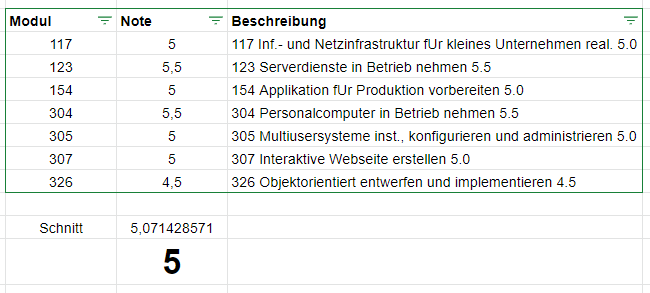 Modul Note Beschreibung
117 5 117 Inf.- und Netzinfrastruktur fUr kleines Unternehmen real. 5.0
123 5,5 123 Serverdienste in Betrieb nehmen 5.5
154 5 154 Applikation fUr Produktion vorbereiten 5.0
304 5,5 304 Personalcomputer in Betrieb nehmen 5.5
305 5 305 Multiusersysteme inst., konfigurieren und administrieren 5.0
307 5 307 Interaktive Webseite erstellen 5.0
326 4,5 326 Objektorientiert entwerfen und implementieren 4.5
Schnitt 5,071428571
5